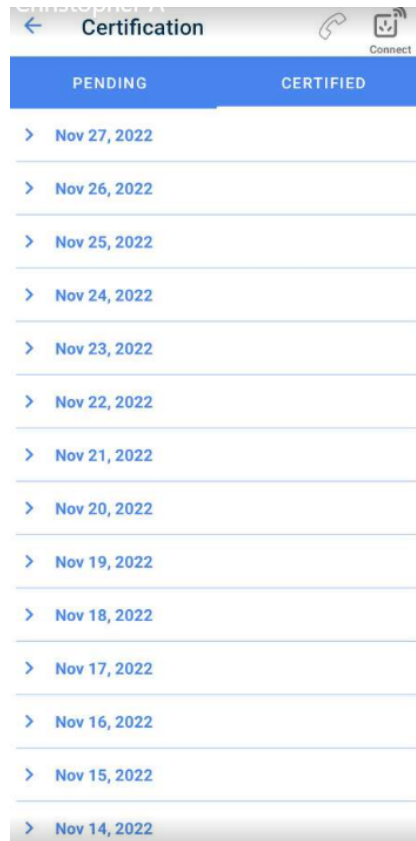 Christopher A
Certification
Connect
PENDING CERTIFIED
Nov 27, 2022
Nov 26, 2022
Nov 25, 2022
Nov 24, 2022
Nov 23, 2022
Nov 22, 2022
Nov 21, 2022
Nov 20, 2022
Nov 19, 2022
Nov 18, 2022
Nov 17, 2022
Nov 16, 2022
Nov 15, 2022
Nov 14, 2022